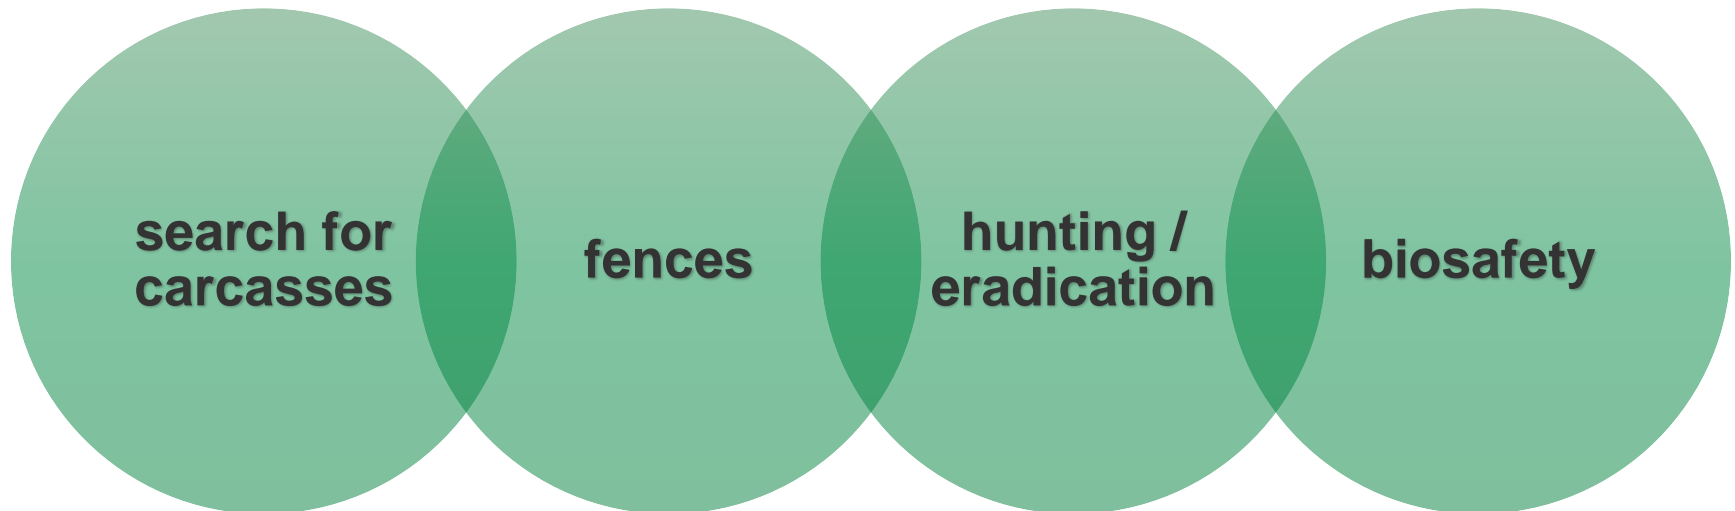 search for
carcasses
fences
hunting /
eradication
biosafety